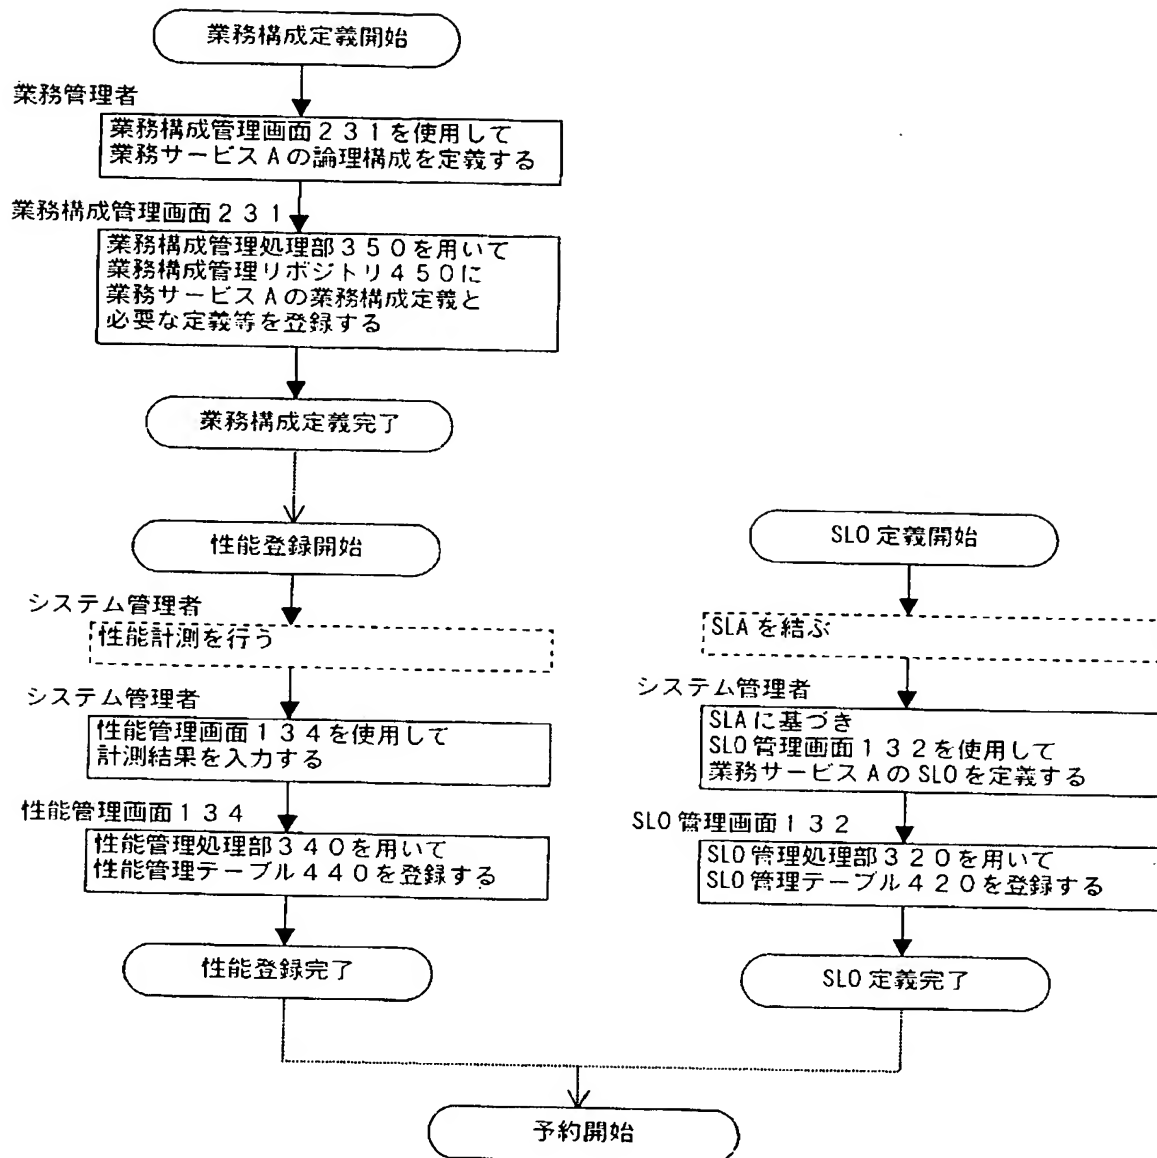 業務構成定義開始
業務管理者
業務構成管理画面231を使用して
業務サービスAの論理構成を定義する
業務構成管理画面231
業務構成管理処理部350を用いて
業務構成管理リポジトリ450に
業務サービスAの業務構成定義と
必要な定義等を登録する
業務構成定義完了
性能登録開始
システム管理者
性能計測を行う
システム管理者
性能管理画面134を使用して
計測結果を入力する
性能管理画面134
性能管理処理部340を用いて
性能管理テーブル440を登録する
性能登録完了
SLO定義開始
SLAを結ぶ
システム管理者
SLAに基づき
SLO管理画面132を使用して
業務サービスAのSLOを定義する
SLO管理画面132
SLO管理処理部320を用いて
SLO管理テーブル420を登録する
SLO定義完了
予約開始